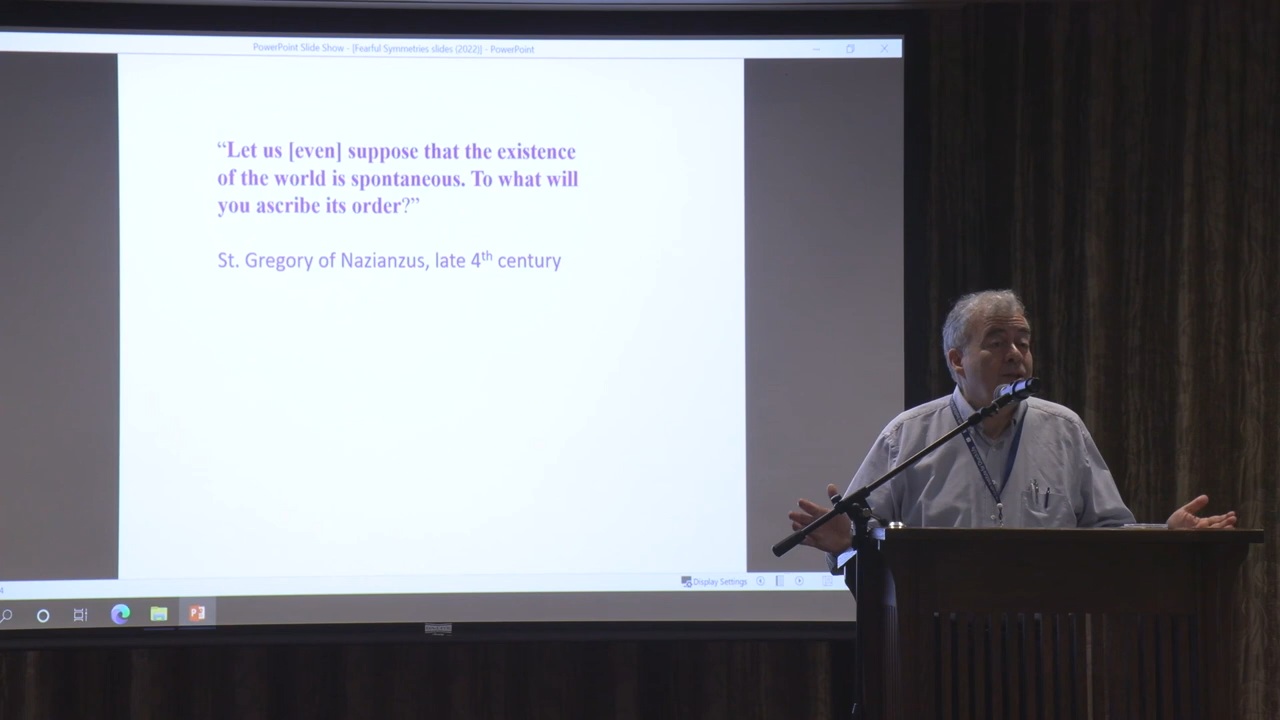 PowerPoint Slide Show - [Fearful Symmetries slides (2022)] - PowerPoint
“Let us [even] suppose that the existence
of the world is spontaneous. To what will
you ascribe its order?”
St. Gregory of Nazianzus, late 4th century
Display Settings